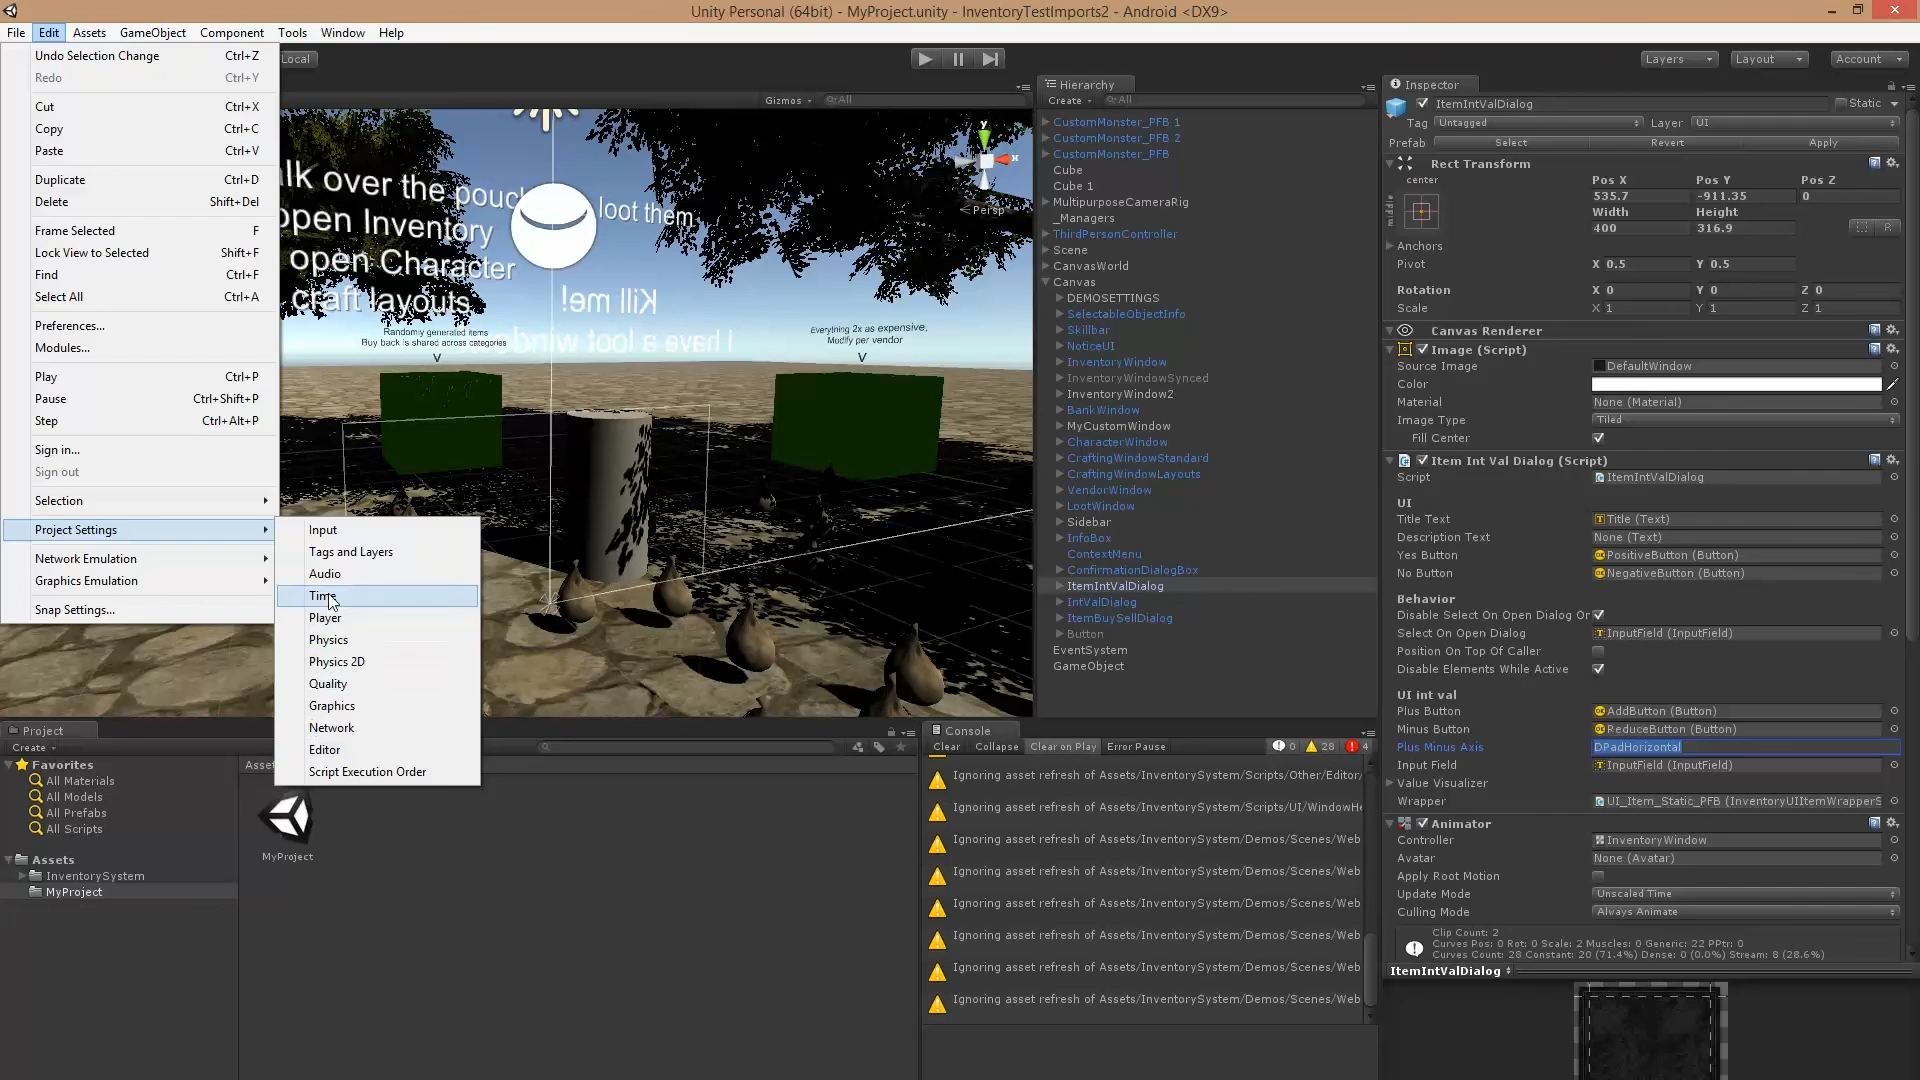 Unity Personal (64bit) - MyProject.unity - InventoryTestImports2 - Android <DX9>
File Edit Assets GameObject Component Tools Window Help
Undo Selection Change Ctrl+Z
Redo Ctrl+Y
Cut Ctrl+X
Copy Ctrl+C
Paste Ctrl+V
Duplicate Ctrl+D
Delete Shift+Del
Frame Selected F
Lock View to Selected Shift+F
Find Ctrl+F
Select All Ctrl+A
Preferences...
Modules...
Play Ctrl+P
Pause Ctrl+Shift+P
Step Ctrl+Alt+P
Sign in...
Sign out
Selection
Project Settings
Network Emulation
Graphics Emulation
Snap Settings...
Input
Tags and Layers
Audio
Time
Player
Physics
Physics 2D
Quality
Graphics
Network
Editor
Script Execution Order
Local
Layers
Layout
Account
Gizmos All
lk over the pouc loot them
open Inventory
open Character
craft layouts
Kill me!
I have a loot window
Randomly generated items
Buy back is shared across categories
V
Everything 2x as expensive,
Modify per vendor
V
y
x
Persp
Hierarchy
Create All
CustomMonster_PFB 1
CustomMonster_PFB 2
CustomMonster_PFB
Cube
Cube 1
MultipurposeCameraRig
_Managers
ThirdPersonController
Scene
CanvasWorld
Canvas
DEMOSETTINGS
SelectableObjectInfo
Skillbar
NoticeUI
InventoryWindow
InventoryWindowSynced
InventoryWindow2
BankWindow
MyCustomWindow
CharacterWindow
CraftingWindowStandard
CraftingWindowLayouts
VendorWindow
LootWindow
Sidebar
InfoBox
ContextMenu
ConfirmationDialogBox
ItemIntValDialog
IntValDialog
ItemBuySellDialog
Button
EventSystem
GameObject
Inspector
ItemIntValDialog Static
Tag Untagged Layer UI
Prefab Select Revert Apply
Rect Transform
center Pos X Pos Y Pos Z
middle 535.7 -911.35 0
Width Height
400 316.9
R
Anchors
Pivot X 0.5 Y 0.5
Rotation X 0 Y 0 Z 0
Scale X 1 Y 1 Z 1
Canvas Renderer
Image (Script)
Source Image DefaultWindow
Color
Material None (Material)
Image Type Tiled
Fill Center
Item Int Val Dialog (Script)
Script ItemIntValDialog
UI
Title Text Title (Text)
Description Text None (Text)
Yes Button PositiveButton (Button)
No Button NegativeButton (Button)
Behavior
Disable Select On Open Dialog Or
Select On Open Dialog InputField (InputField)
Position On Top Of Caller
Disable Elements While Active
UI int val
Plus Button AddButton (Button)
Minus Button ReduceButton (Button)
Plus Minus Axis DPadHorizontal
Input Field InputField (InputField)
Value Visualizer
Wrapper UI_Item_Static_PFB (InventoryUIItemWrapperS
Animator
Controller InventoryWindow
Avatar None (Avatar)
Apply Root Motion
Update Mode Unscaled Time
Culling Mode Always Animate
Clip Count: 2
Curves Pos: 0 Rot: 0 Scale: 2 Muscles: 0 Generic: 22 PPtr: 0
Curves Count: 28 Constant: 20 (71.4%) Dense: 0 (0.0%) Stream: 8 (28.6%)
ItemIntValDialog
Project
Create
Favorites
All Materials
All Models
All Prefabs
All Scripts
Assets
InventorySystem
MyProject
Asse
MyProject
Console
Clear Collapse Clear on Play Error Pause 0 28 4
Ignoring asset refresh of Assets/InventorySystem/Scripts/Other/Editor/
Ignoring asset refresh of Assets/InventorySystem/Scripts/UI/WindowHe
Ignoring asset refresh of Assets/InventorySystem/Demos/Scenes/Web
Ignoring asset refresh of Assets/InventorySystem/Demos/Scenes/Web
Ignoring asset refresh of Assets/InventorySystem/Demos/Scenes/Web
Ignoring asset refresh of Assets/InventorySystem/Demos/Scenes/Web
Ignoring asset refresh of Assets/InventorySystem/Demos/Scenes/Web
Ignoring asset refresh of Assets/InventorySystem/Demos/Scenes/Web